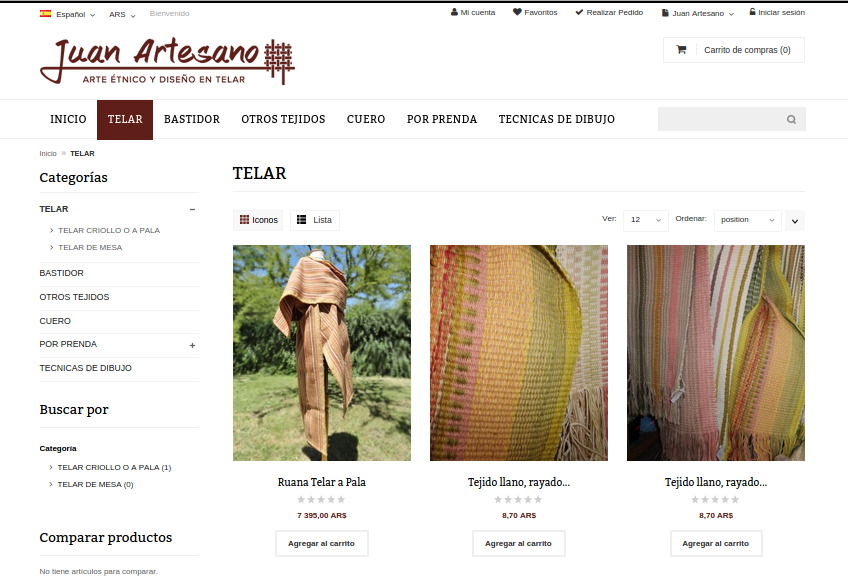 Español ARS Bienvenido Mi cuenta Favoritos Realizar Pedido Juan Artesano Iniciar sesión
Juan Artesano
ARTE ÉTNICO Y DISEÑO EN TELAR
Carrito de compras (0)
INICIO TELAR BASTIDOR OTROS TEJIDOS CUERO POR PRENDA TECNICAS DE DIBUJO
Inicio » TELAR
Categorías
TELAR −
TELAR CRIOLLO O A PALA
TELAR DE MESA
BASTIDOR
OTROS TEJIDOS
CUERO
POR PRENDA +
TECNICAS DE DIBUJO
Buscar por
Categoría
TELAR CRIOLLO O A PALA (1)
TELAR DE MESA (0)
Comparar productos
No tiene artículos para comparar.
TELAR
Iconos Lista Ver: 12 Ordenar: position
Ruana Telar a Pala
7 395,00 AR$
Agregar al carrito
Tejido llano, rayado...
8,70 AR$
Agregar al carrito
Tejido llano, rayado...
8,70 AR$
Agregar al carrito